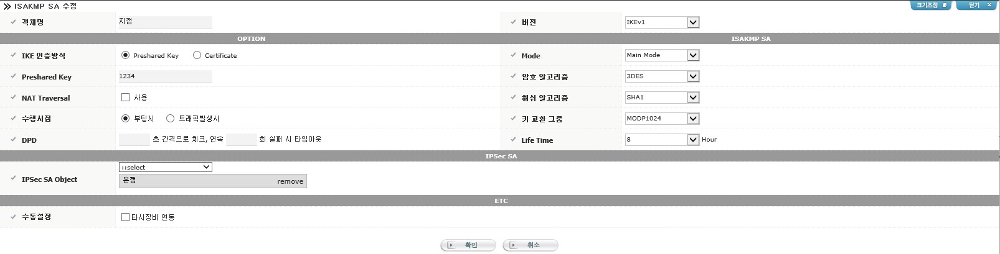 ISAKMP SA 수정 크기조정 닫기
객체명 지점 버전 IKEv1
OPTION ISAKMP SA
IKE 인증방식 Preshared Key Certificate Mode Main Mode
Preshared Key 1234 암호 알고리즘 3DES
NAT Traversal 사용 해쉬 알고리즘 SHA1
수행시점 부팅시 트래픽발생시 키 교환 그룹 MODP1024
DPD 초 간격으로 체크, 연속 회 실패 시 타임아웃 Life Time 8 Hour
IPSec SA
::select
IPSec SA Object 본점 remove
ETC
수동설정 타사장비 연동
확인 취소